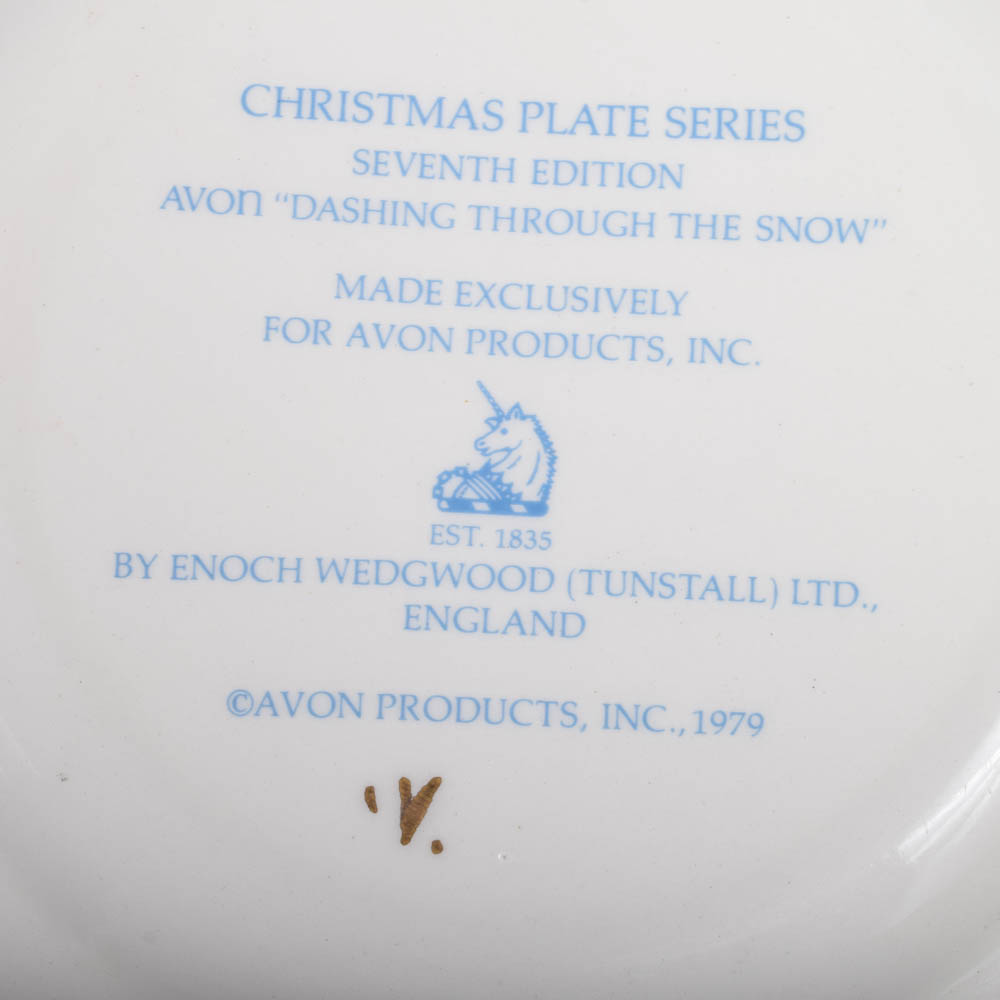 CHRISTMAS PLATE SERIES
SEVENTH EDITION
AVON "DASHING THROUGH THE SNOW"
MADE EXCLUSIVELY
FOR AVON PRODUCTS, INC.
EST. 1835
BY ENOCH WEDGWOOD (TUNSTALL) LTD.,
ENGLAND
©AVON PRODUCTS, INC., 1979